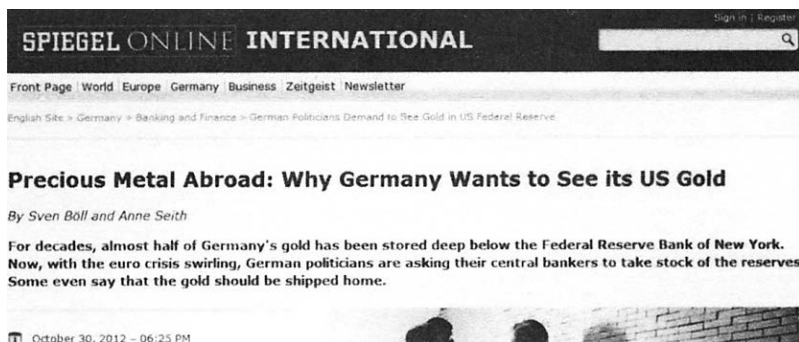 Sign in | Register
SPIEGEL ONLINE INTERNATIONAL
Front Page World Europe Germany Business Zeitgeist Newsletter
English Site > Germany > Banking and Finance > German Politicians Demand to See Gold in US Federal Reserve
Precious Metal Abroad: Why Germany Wants to See its US Gold
By Sven Böll and Anne Seith
For decades, almost half of Germany's gold has been stored deep below the Federal Reserve Bank of New York.
Now, with the euro crisis swirling, German politicians are asking their central bankers to take stock of the reserves
Some even say that the gold should be shipped home.
October 30, 2012 – 06:25 PM